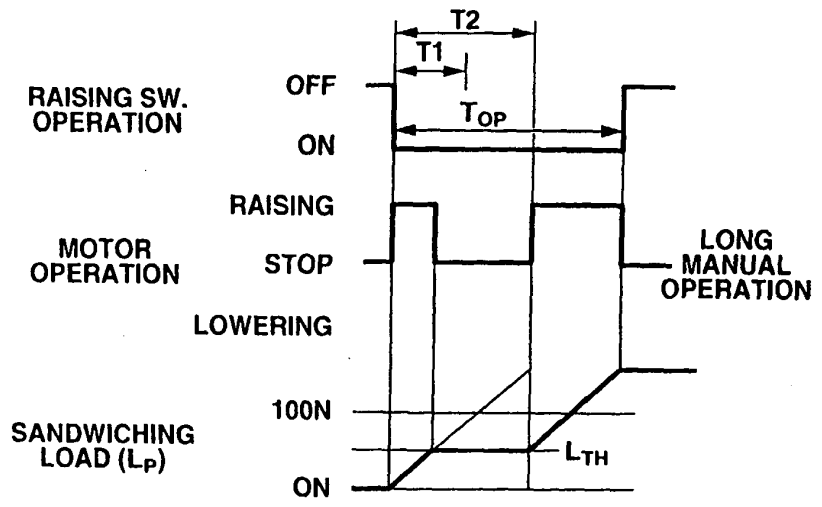 T2
T1
OFF
RAISING SW.
OPERATION
TOP
ON
RAISING
MOTOR
OPERATION
STOP
LONG
MANUAL
OPERATION
LOWERING
100N
SANDWICHING
LOAD (LP)
LTH
ON